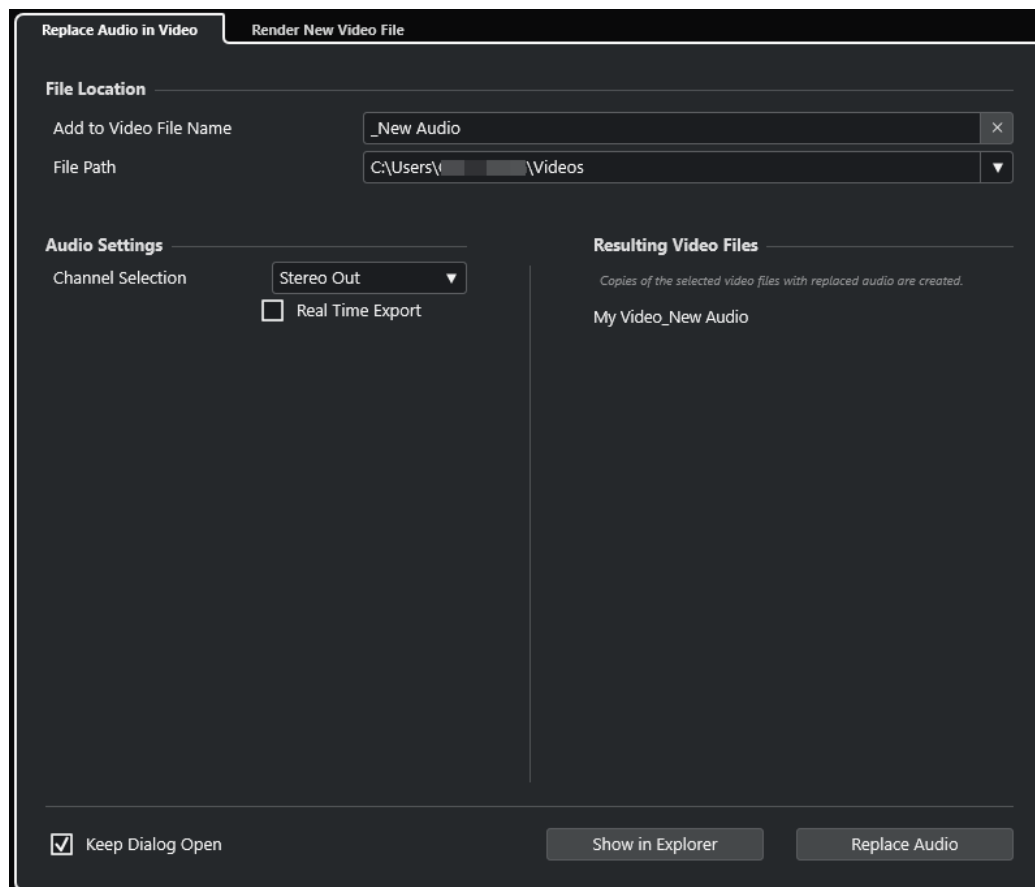 Replace Audio in Video
Render New Video File
File Location
Add to Video File Name
_New Audio
File Path
C:\Users\ \Videos
Audio Settings
Channel Selection
Stereo Out
Real Time Export
Resulting Video Files
Copies of the selected video files with replaced audio are created.
My Video_New Audio
Keep Dialog Open
Show in Explorer
Replace Audio